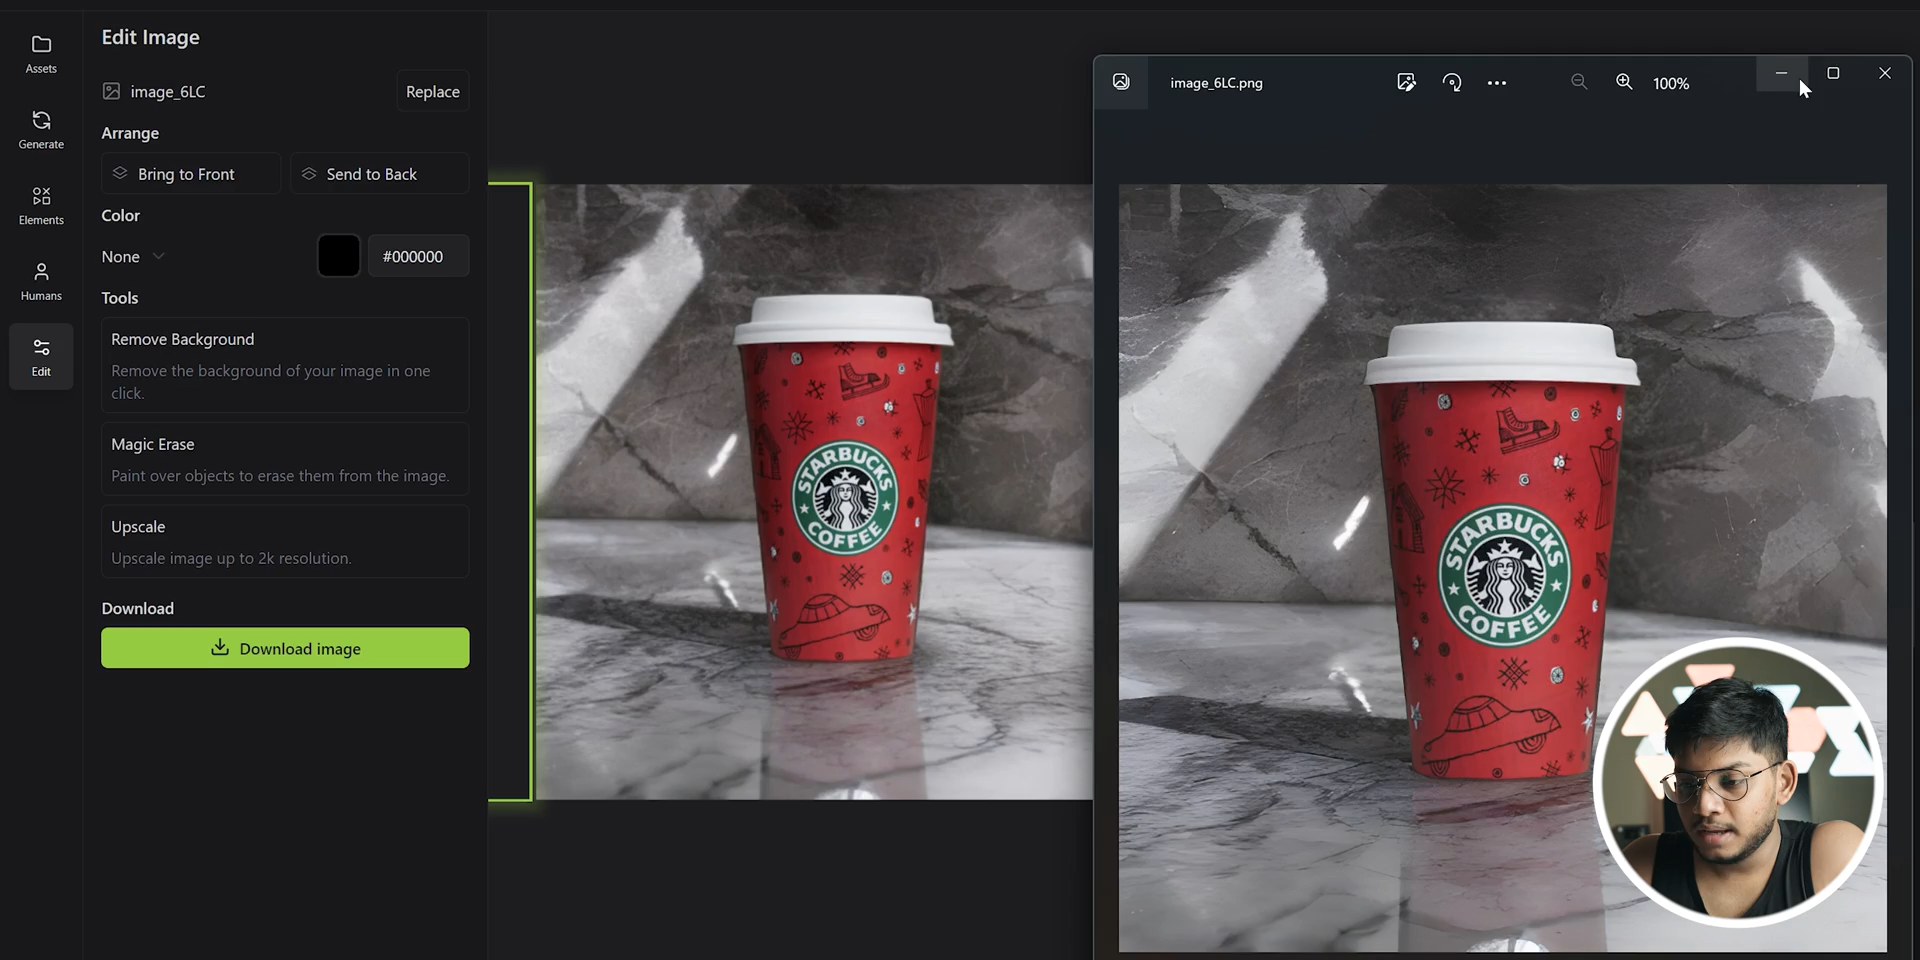 Assets
Generate
Elements
Humans
Edit
Edit Image
image_6LC
Replace
Arrange
Bring to Front
Send to Back
Color
None
#000000
Tools
Remove Background
Remove the background of your image in one
click.
Magic Erase
Paint over objects to erase them from the image.
Upscale
Upscale image up to 2k resolution.
Download
Download image
STARBUCKS
COFFEE
image_6LC.png
100%
STARBUCKS
COFFEE